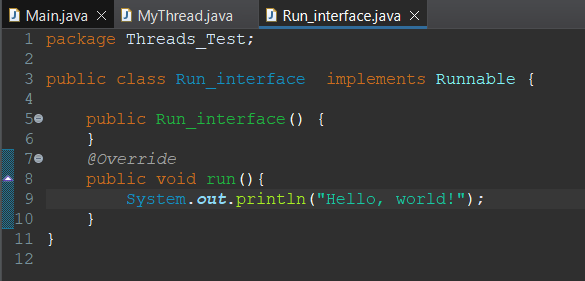 Main.java MyThread.java Run_interface.java
1 package Threads_Test;
2
3 public class Run_interface  implements Runnable {
4
5     public Run_interface() {
6     }
7     @Override
8     public void run(){
9         System.out.println("Hello, world!");
10     }
11 }
12